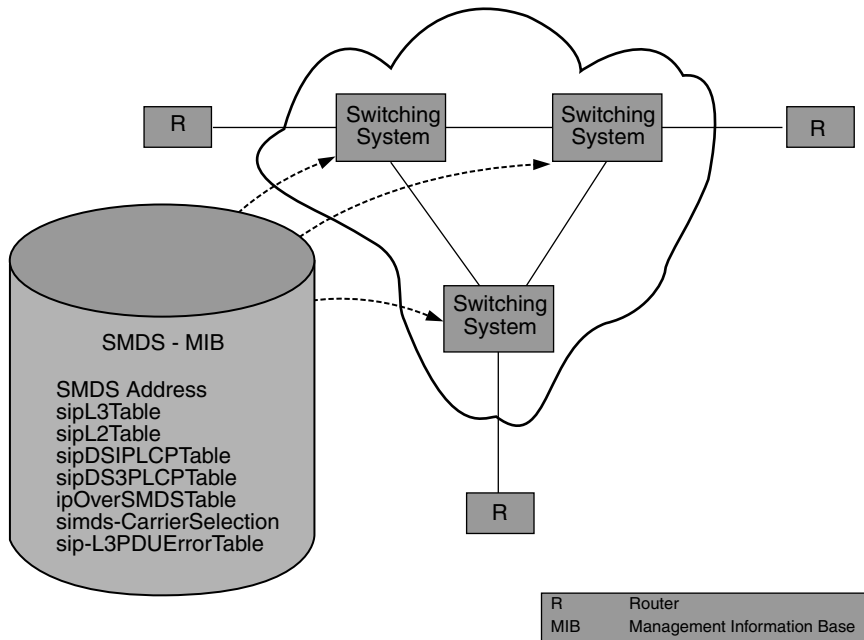 R
Switching
System
Switching
System
R
Switching
System
SMDS - MIB
SMDS Address
sipL3Table
sipL2Table
sipDSIPLCPTable
sipDS3PLCPTable
ipOverSMDSTable
simds-CarrierSelection
sip-L3PDUErrorTable
R
R Router
MIB Management Information Base